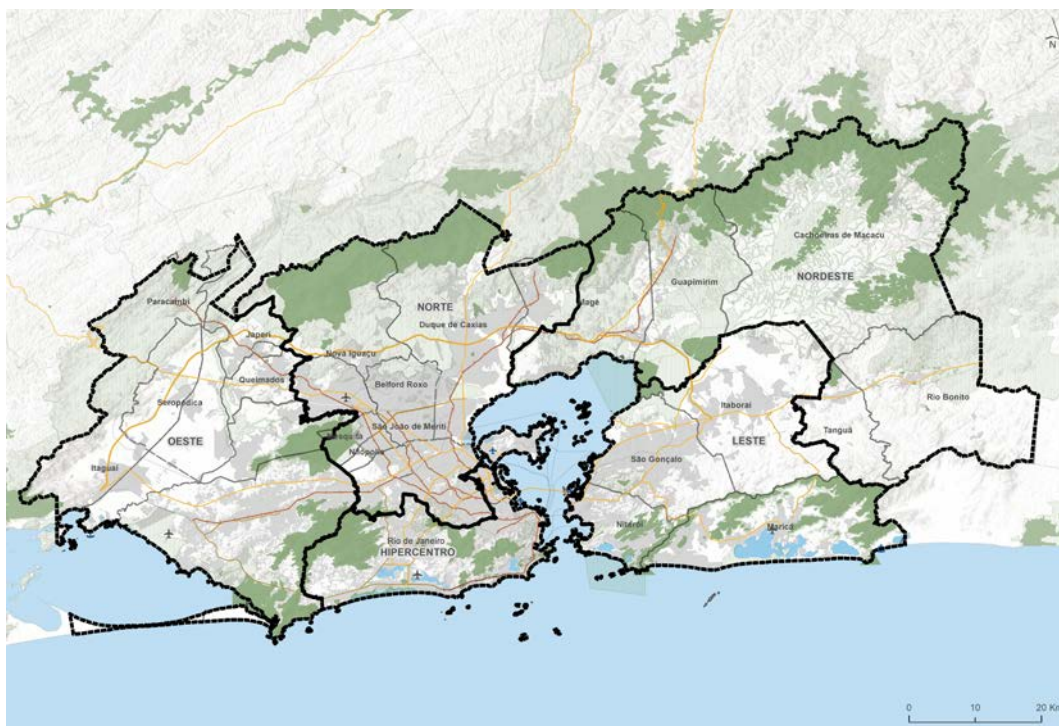 N
Cachoeiras de Macacu
NORDESTE
Guapimirim
Paracambi
Magé
NORTE
Duque de Caxias
Japeri
Nova Iguaçu
Queimados
Belford Roxo
Seropédica
Itaboraí
Rio Bonito
São João de Meriti
Tanguá
OESTE
Mesquita
LESTE
Nilópolis
São Gonçalo
Itaguaí
Niterói
Maricá
Rio de Janeiro
HIPERCENTRO
0 10 20 Km